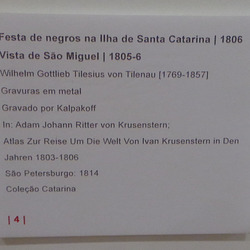 Festa de negros na Ilha de Santa Catarina | 1806
Vista de São Miguel | 1805-6
Wilhelm Gottlieb Tilesius von Tilenau [1769-1857]
Gravuras em metal
Gravado por Kalpakoff
In: Adam Johann Ritter von Krusenstern;
Atlas Zur Reise Um Die Welt Von Ivan Krusenstern in Den
Jahren 1803-1806
São Petersburgo: 1814
Coleção Catarina
| 4 |